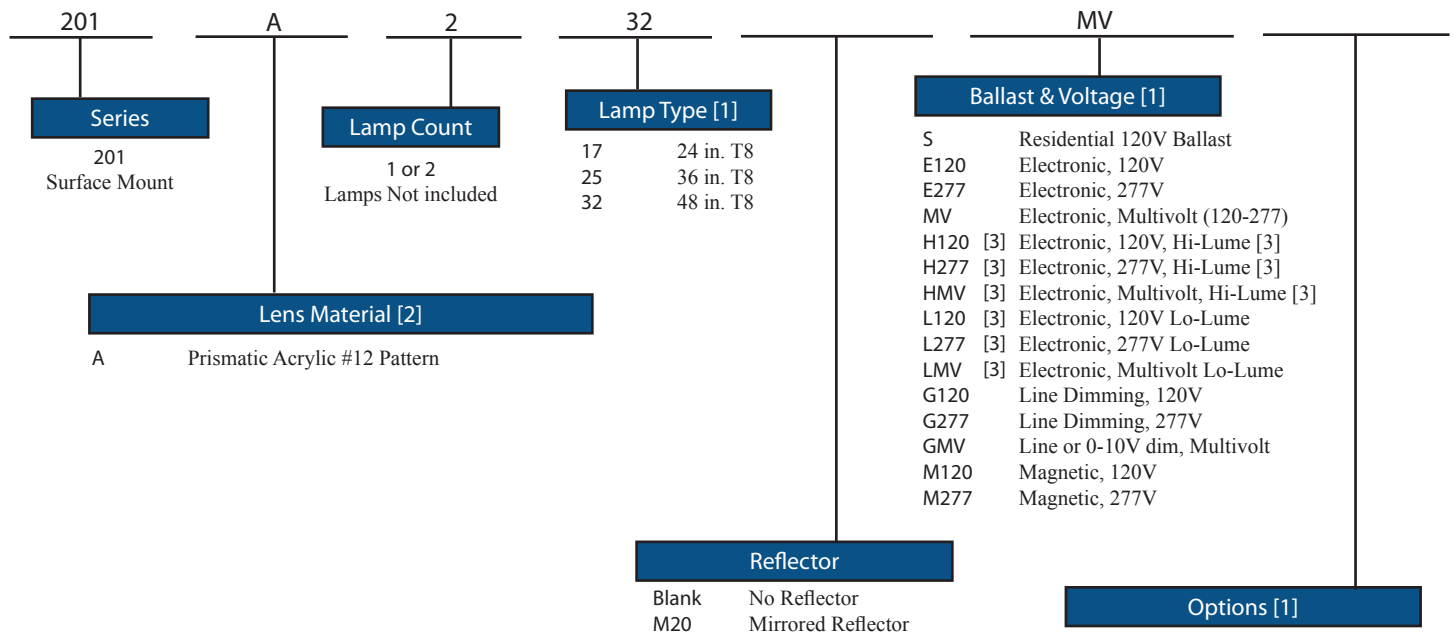 201 A 2 32 MV
Series
201
Surface Mount
Lamp Count
1 or 2
Lamps Not included
Lamp Type [1]
17 24 in. T8
25 36 in. T8
32 48 in. T8
Ballast & Voltage [1]
S Residential 120V Ballast
E120 Electronic, 120V
E277 Electronic, 277V
MV Electronic, Multivolt (120-277)
H120 [3] Electronic, 120V, Hi-Lume [3]
H277 [3] Electronic, 277V, Hi-Lume [3]
HMV [3] Electronic, Multivolt, Hi-Lume [3]
L120 [3] Electronic, 120V Lo-Lume
L277 [3] Electronic, 277V Lo-Lume
LMV [3] Electronic, Multivolt Lo-Lume
G120 Line Dimming, 120V
G277 Line Dimming, 277V
GMV Line or 0-10V dim, Multivolt
M120 Magnetic, 120V
M277 Magnetic, 277V
Lens Material [2]
A Prismatic Acrylic #12 Pattern
Reflector
Blank No Reflector
M20 Mirrored Reflector
Options [1]